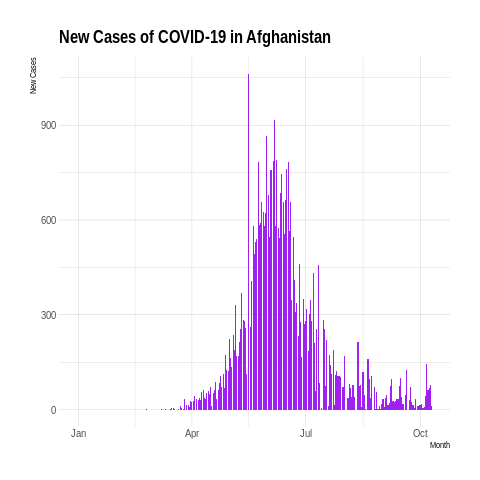 New Cases of COVID-19 in Afghanistan
New Cases
900
600
300
0
Jan Apr Jul Oct
Month